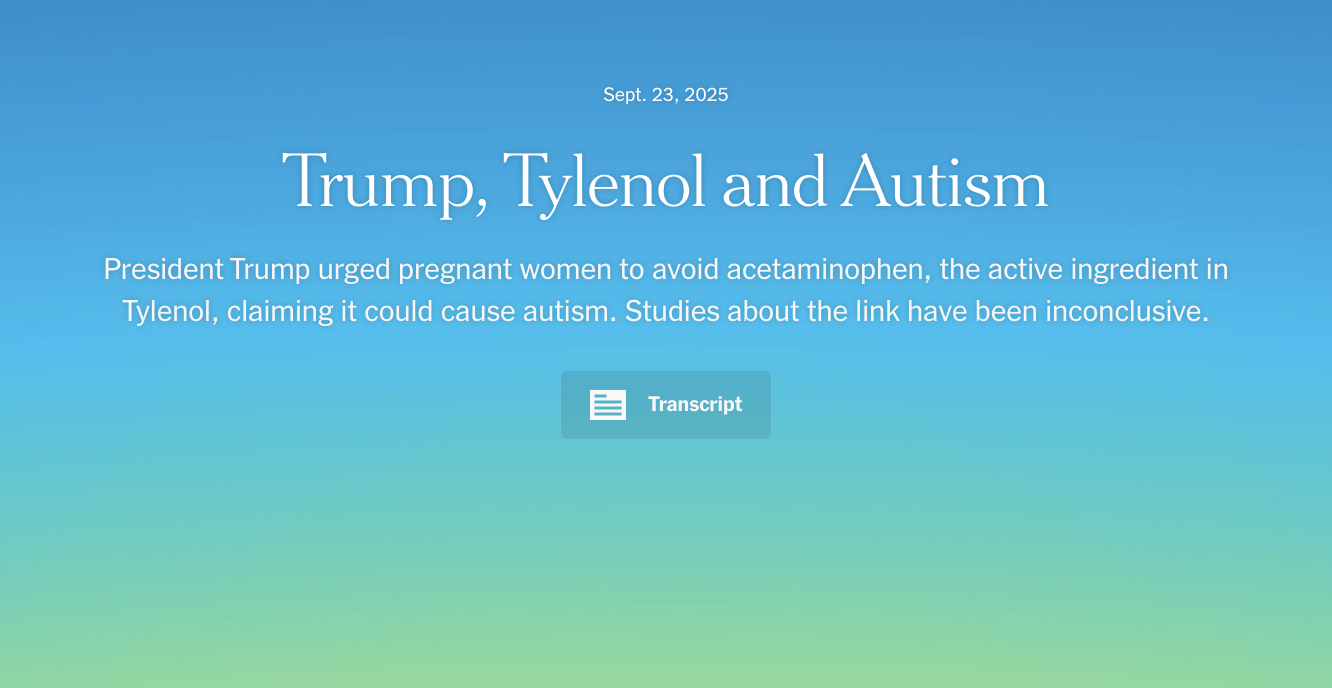 Sept. 23, 2025
Trump, Tylenol and Autism
President Trump urged pregnant women to avoid acetaminophen, the active ingredient in
Tylenol, claiming it could cause autism. Studies about the link have been inconclusive.
Transcript